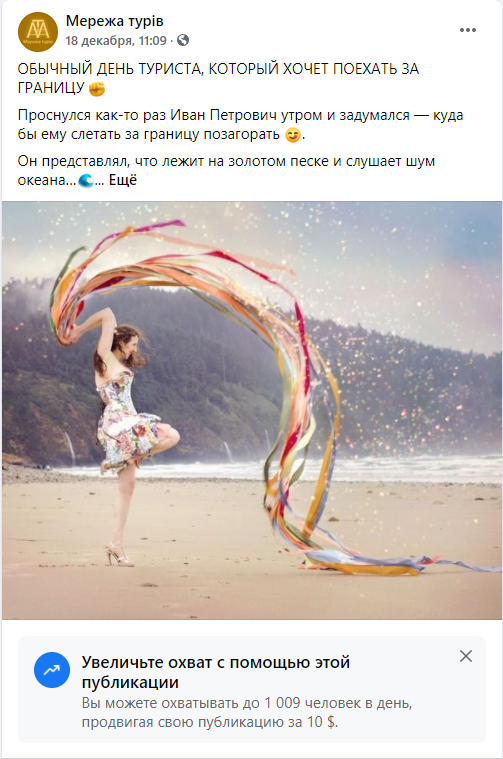 Мережа турів
18 декабря, 11:09 ·
ОБЫЧНЫЙ ДЕНЬ ТУРИСТА, КОТОРЫЙ ХОЧЕТ ПОЕХАТЬ ЗА
ГРАНИЦУ ✊
Проснулся как-то раз Иван Петрович утром и задумался — куда
бы ему слетать за границу позагорать 😉.
Он представлял, что лежит на золотом песке и слушает шум
океана...🌊... Ещё
Мережа турів
Увеличьте охват с помощью этой
публикации
Вы можете охватывать до 1 009 человек в день,
продвигая свою публикацию за 10 $.